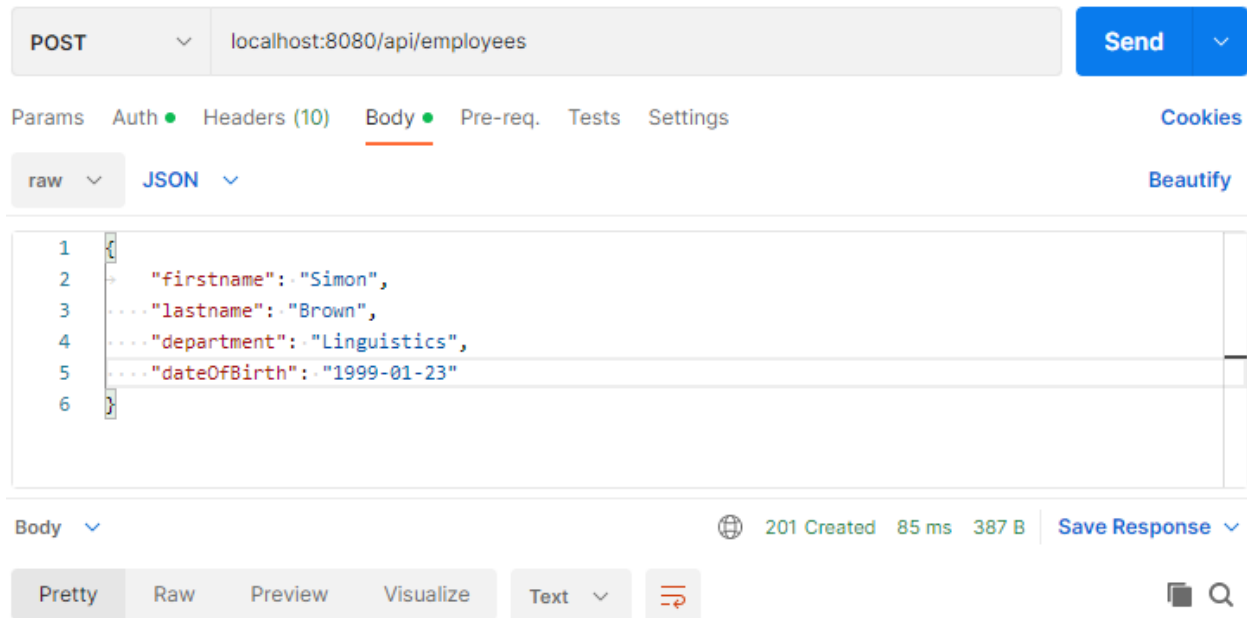 POST localhost:8080/api/employees Send
Params Auth Headers (10) Body Pre-req. Tests Settings Cookies
raw JSON Beautify
1 {
2 "firstname": "Simon",
3 "lastname": "Brown",
4 "department": "Linguistics",
5 "dateOfBirth": "1999-01-23"
6 }
Body 201 Created 85 ms 387 B Save Response
Pretty Raw Preview Visualize Text